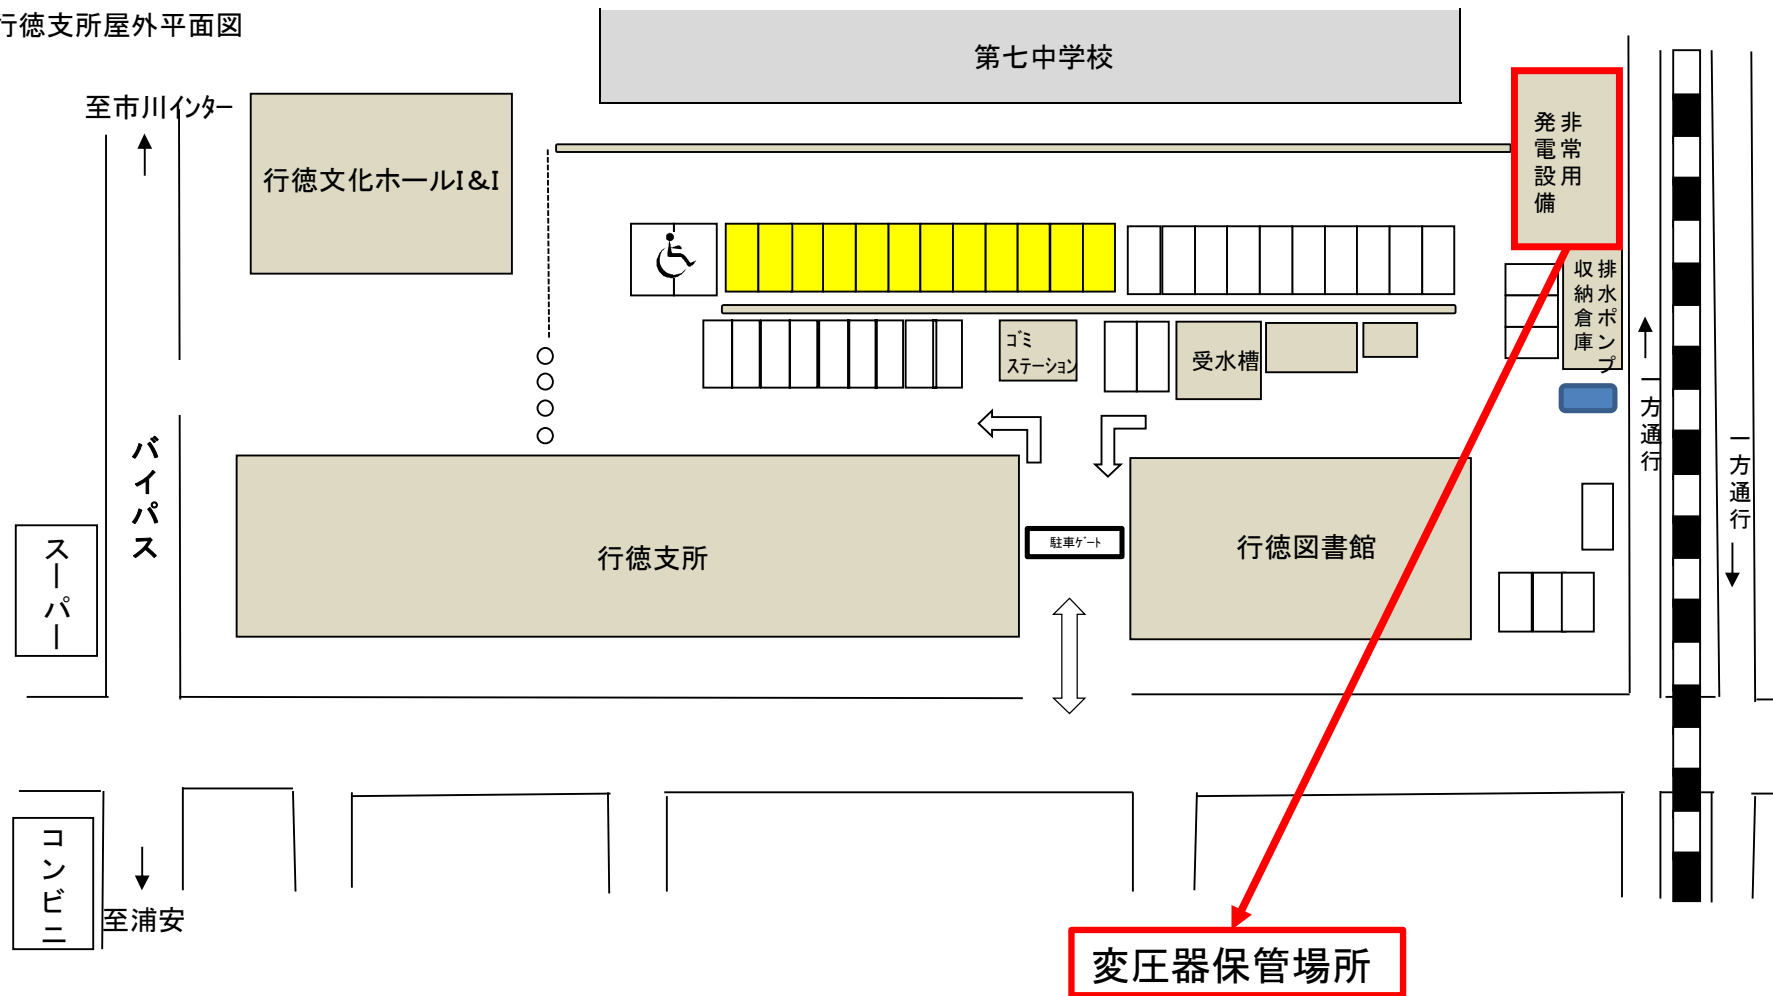 行徳支所屋外平面図
第七中学校
至市川インター
行徳文化ホールI&I
非常用
発電設備
排水ポンプ
収納倉庫
ゴミ
ステーション
受水槽
一方通行
一方通行
バイパス
スーパー
行徳支所
駐車ゲート
行徳図書館
コンビニ
至浦安
変圧器保管場所